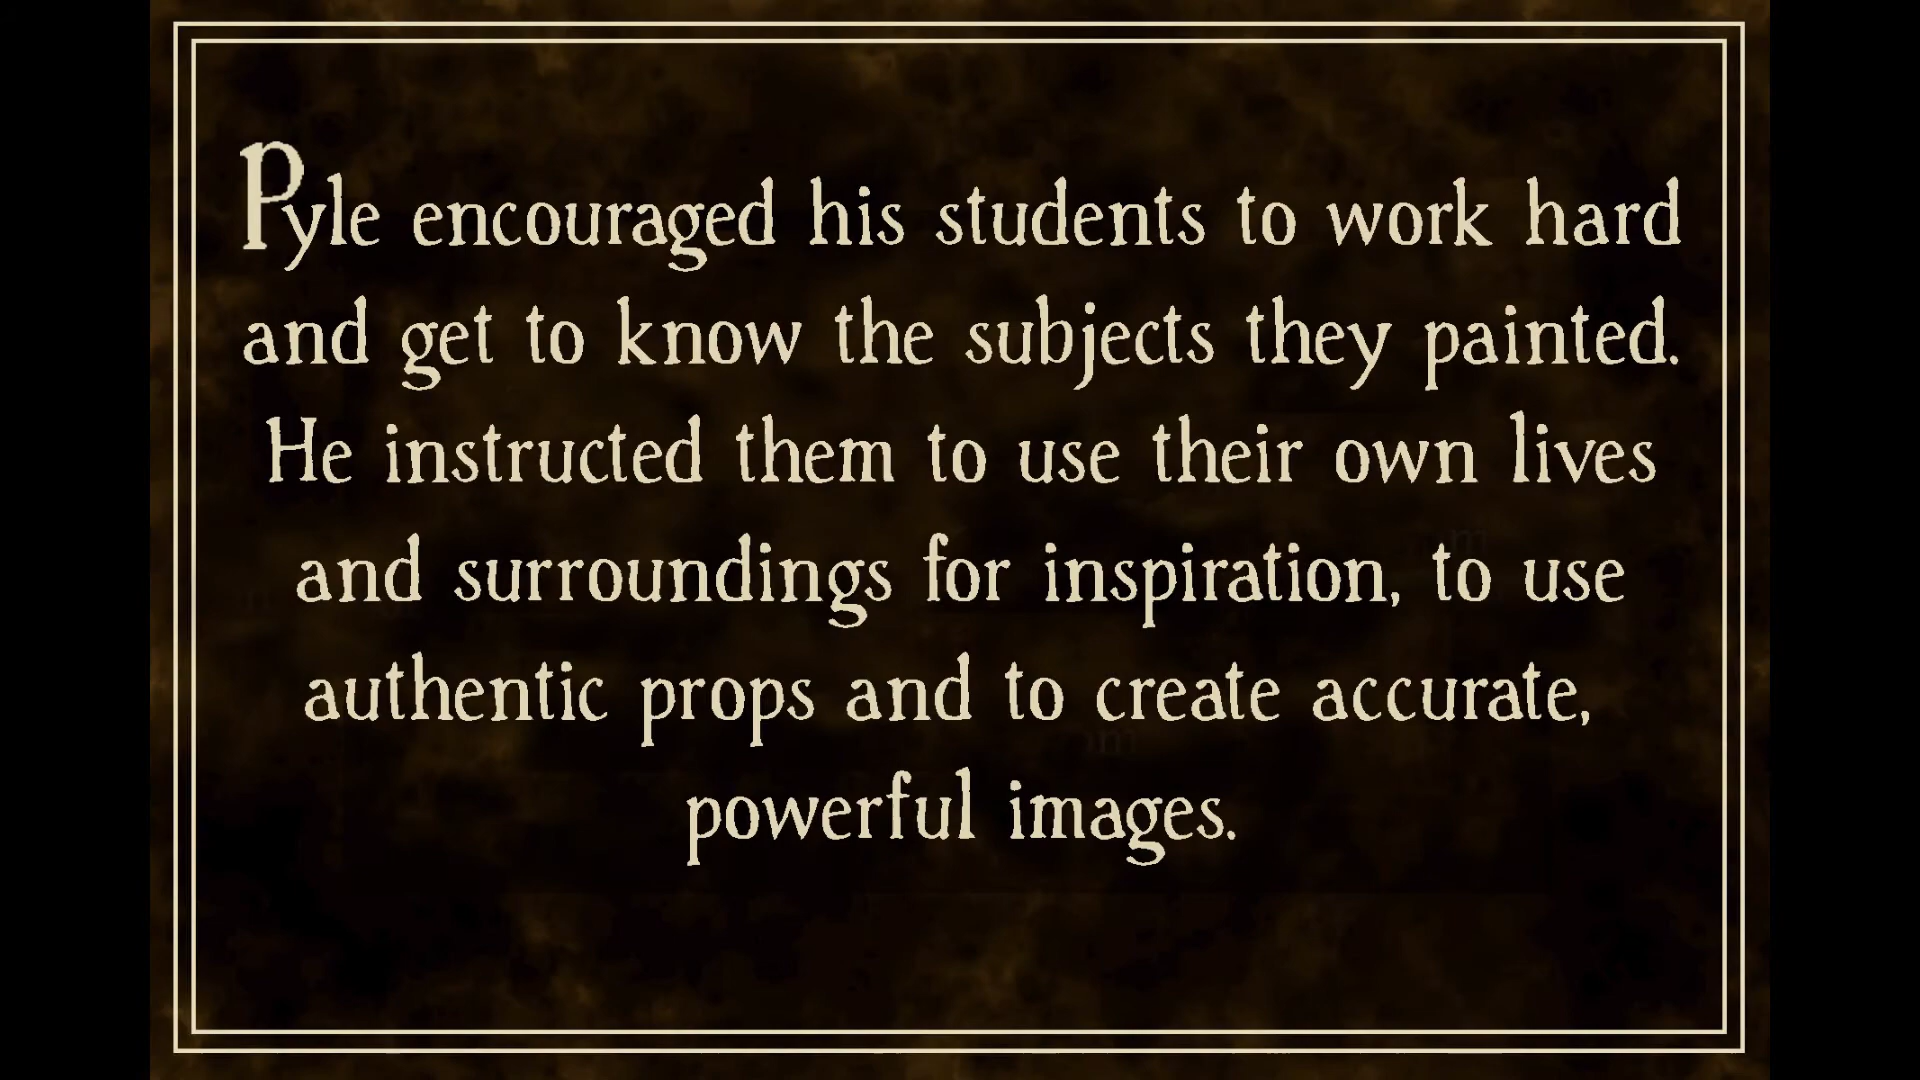 Pyle encouraged his students to work hard
and get to know the subjects they painted.
He instructed them to use their own lives
and surroundings for inspiration, to use
authentic props and to create accurate,
powerful images.